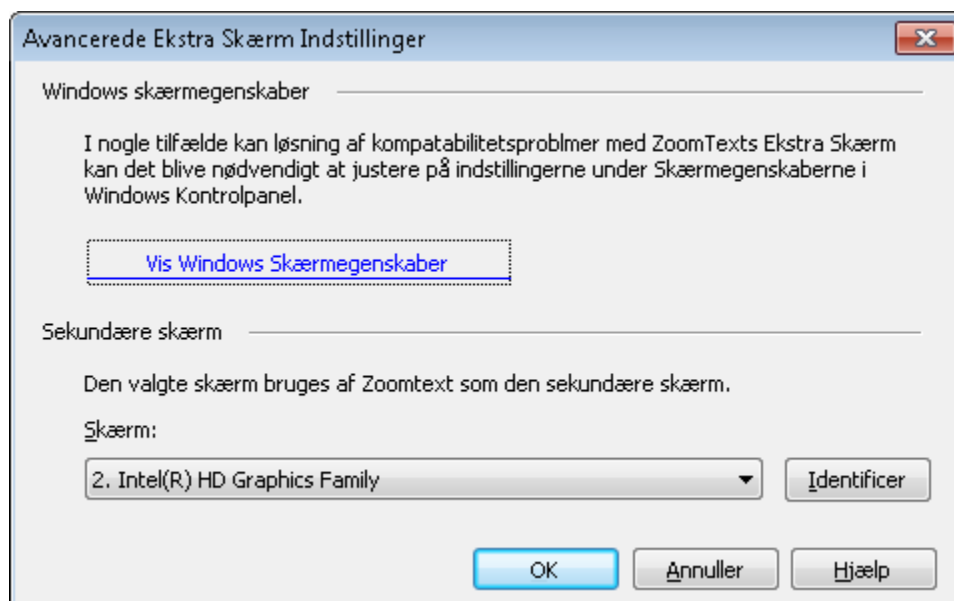 Avancerede Ekstra Skærm Indstillinger
Windows skærmegenskaber
I nogle tilfælde kan løsning af kompatabilitetsproblmer med ZoomTexts Ekstra Skærm
kan det blive nødvendigt at justere på indstillingerne under Skærmegenskaberne i
Windows Kontrolpanel.
Vis Windows Skærmegenskaber
Sekundære skærm
Den valgte skærm bruges af Zoomtext som den sekundære skærm.
Skærm:
2. Intel(R) HD Graphics Family
Identificer
OK
Annuller
Hjælp